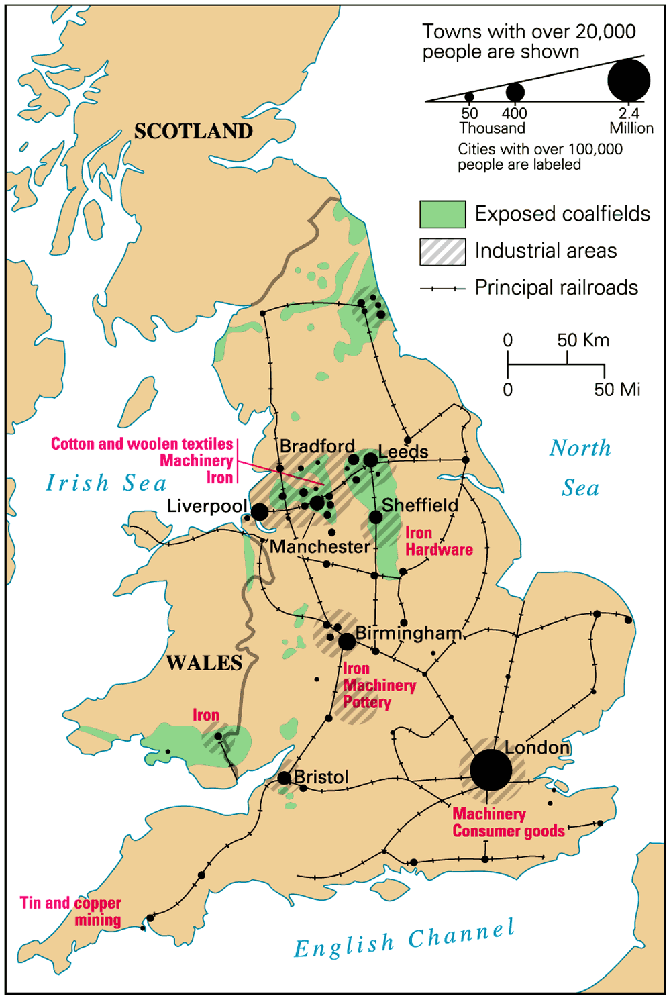 Towns with over 20,000
people are shown
50
Thousand
400
2.4
Million
Cities with over 100,000
people are labeled
SCOTLAND
Exposed coalfields
Industrial areas
Principal railroads
0
50 Km
0
50 Mi
Cotton and woolen textiles
Machinery
Iron
Bradford
Leeds
North
Sea
Irish Sea
Liverpool
Sheffield
Manchester
Iron
Hardware
Birmingham
WALES
Iron
Machinery
Pottery
Iron
London
Bristol
Machinery
Consumer goods
Tin and copper
mining
English Channel